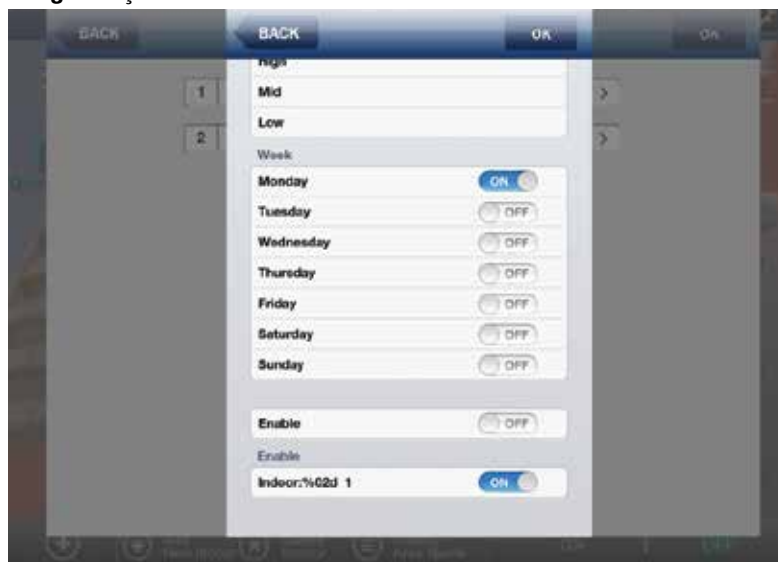 BACK BACK OK OK
High
1 Mid >
Low
2 >
Week
Monday ON
Tuesday OFF
Wednesday OFF
Thursday OFF
Friday OFF
Saturday OFF
Sunday OFF
Enable OFF
Enable
Indoor:%02d 1 ON